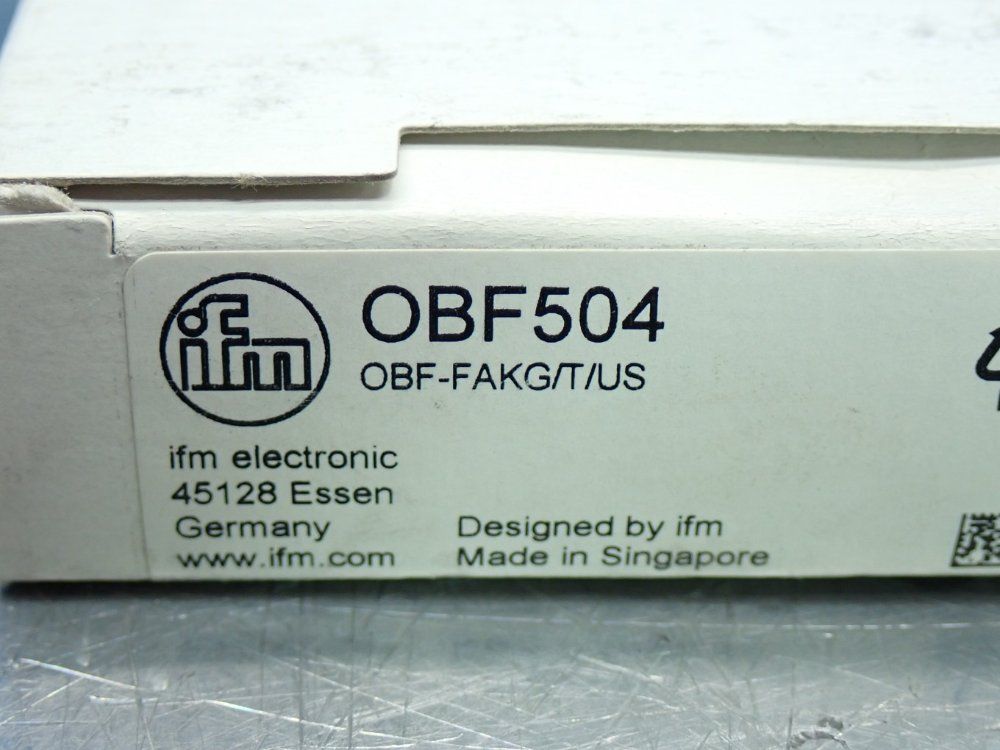 ifm
OBF504
OBF-FAKG/T/US
ifm electronic
45128 Essen
Germany
www.ifm.com
Designed by ifm
Made in Singapore